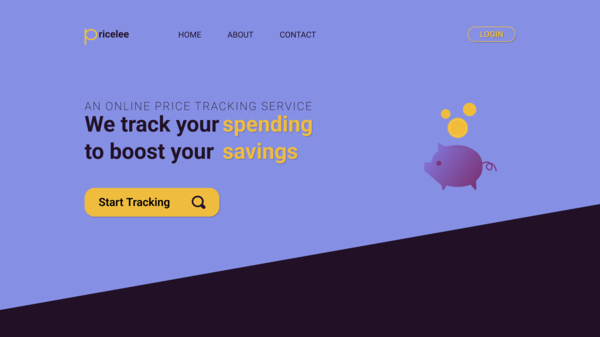 pricelee
HOME ABOUT CONTACT
LOGIN
AN ONLINE PRICE TRACKING SERVICE
We track your spending
to boost your savings
Start Tracking